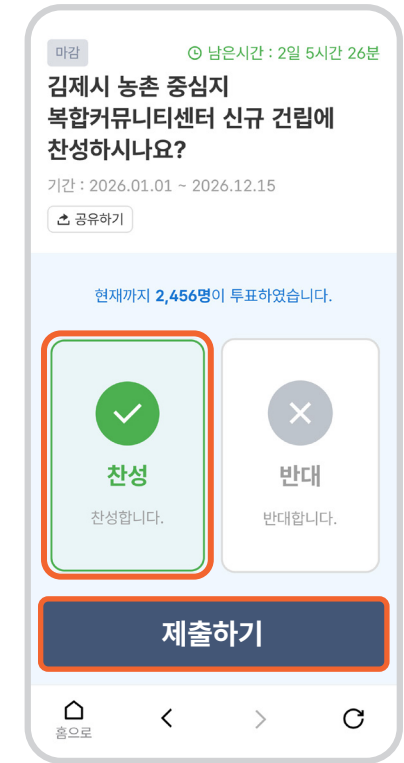 마감
남은시간 : 2일 5시간 26분
김제시 농촌 중심지
복합커뮤니티센터 신규 건립에
찬성하시나요?
기간 : 2026.01.01 ~ 2026.12.15
공유하기
현재까지 2,456명이 투표하였습니다.
찬성
찬성합니다.
반대
반대합니다.
제출하기
홈으로